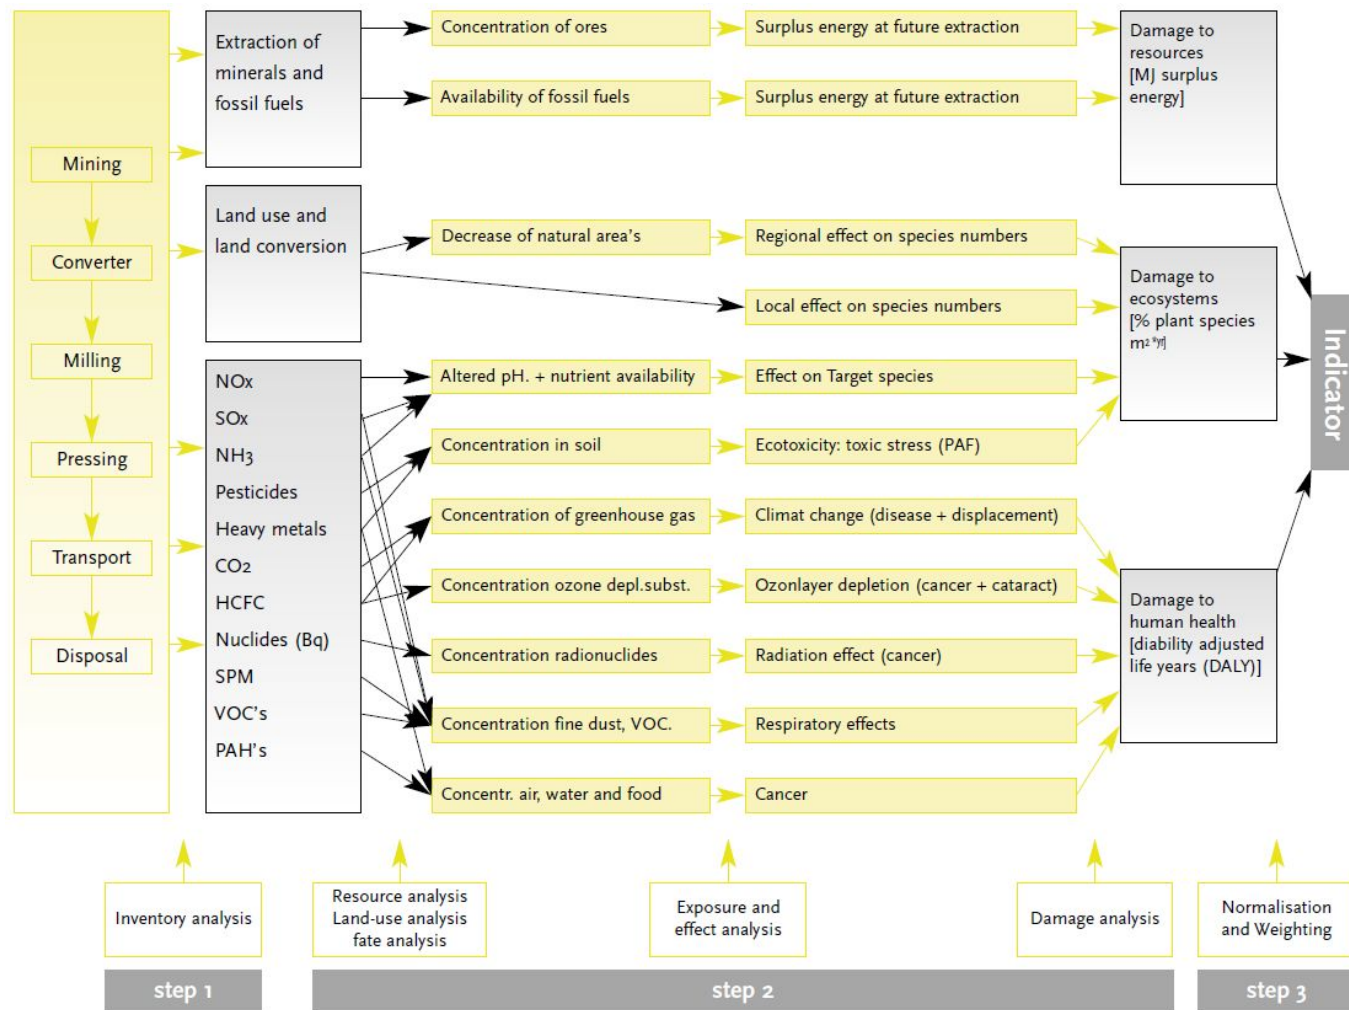 Mining
Converter
Milling
Pressing
Transport
Disposal
Extraction of
minerals and
fossil fuels
Land use and
land conversion
NOx
SOx
NH3
Pesticides
Heavy metals
CO2
HCFC
Nuclides (Bq)
SPM
VOC's
PAH's
Concentration of ores
Availability of fossil fuels
Decrease of natural area's
Altered pH. + nutrient availability
Concentration in soil
Concentration of greenhouse gas
Concentration ozone depl.subst.
Concentration radionuclides
Concentration fine dust, VOC.
Concentr. air, water and food
Surplus energy at future extraction
Surplus energy at future extraction
Regional effect on species numbers
Local effect on species numbers
Effect on Target species
Ecotoxicity: toxic stress (PAF)
Climat change (disease + displacement)
Ozonlayer depletion (cancer + cataract)
Radiation effect (cancer)
Respiratory effects
Cancer
Damage to
resources
[MJ surplus
energy]
Damage to
ecosystems
[% plant species
m² *yr]
Damage to
human health
[diability adjusted
life years (DALY)]
Indicator
Inventory analysis
Resource analysis
Land-use analysis
fate analysis
Exposure and
effect analysis
Damage analysis
Normalisation
and Weighting
step 1
step 2
step 3